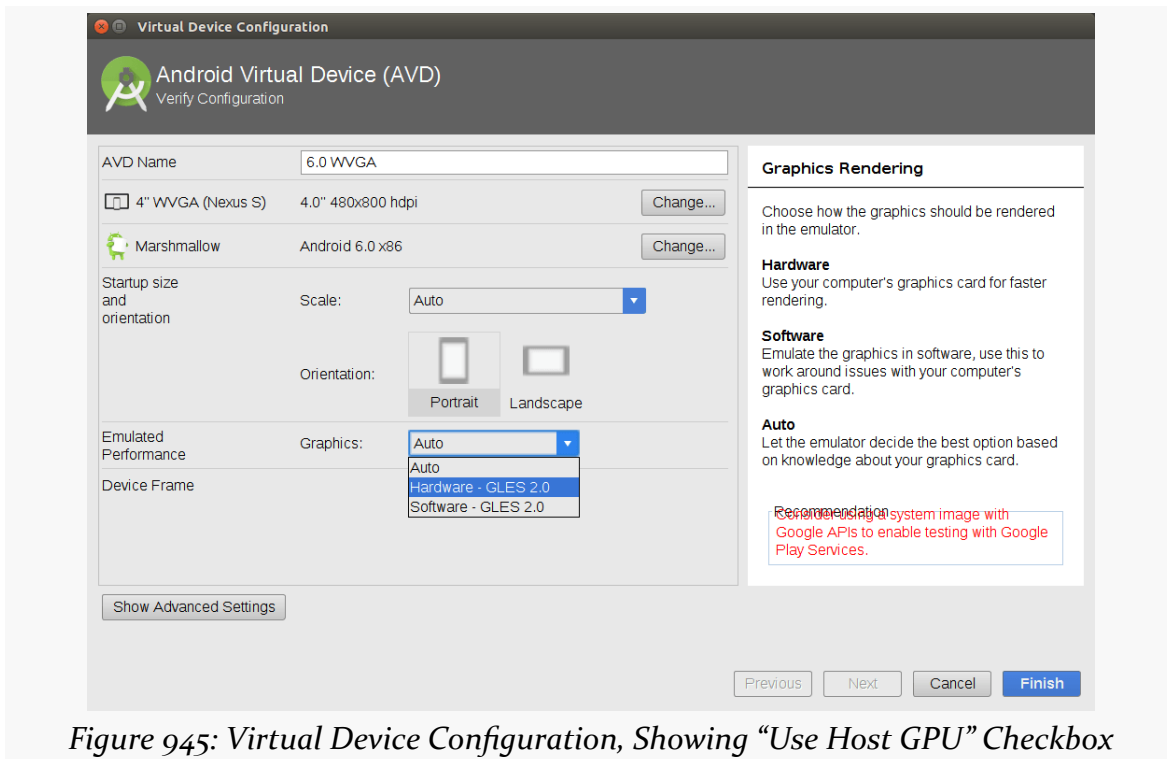 Virtual Device Configuration
Android Virtual Device (AVD)
Verify Configuration
AVD Name
6.0 WVGA
4" WVGA (Nexus S)
4.0" 480x800 hdpi
Change...
Marshmallow
Android 6.0 x86
Change...
Startup size
and
orientation
Scale:
Auto
Orientation:
Portrait
Landscape
Emulated
Performance
Graphics:
Auto
Auto
Hardware - GLES 2.0
Software - GLES 2.0
Device Frame
Show Advanced Settings
Graphics Rendering
Choose how the graphics should be rendered
in the emulator.
Hardware
Use your computer's graphics card for faster
rendering.
Software
Emulate the graphics in software, use this to
work around issues with your computer's
graphics card.
Auto
Let the emulator decide the best option based
on knowledge about your graphics card.
Recommendation
Consider using a system image with
Google APIs to enable testing with Google
Play Services.
Previous
Next
Cancel
Finish
Figure 945: Virtual Device Configuration, Showing “Use Host GPU” Checkbox